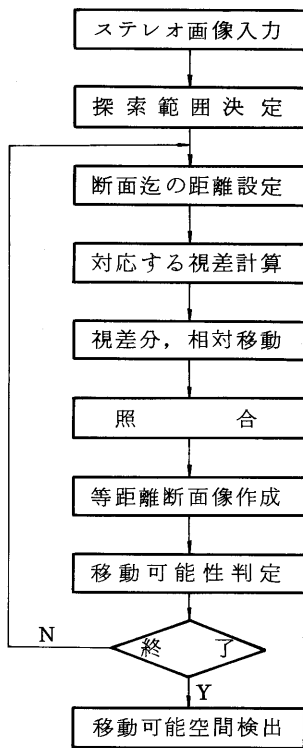 ステレオ画像入力
探索範囲決定
断面迄の距離設定
対応する視差計算
視差分，相対移動
照合
等距離断面像作成
移動可能性判定
終了
N
Y
移動可能空間検出